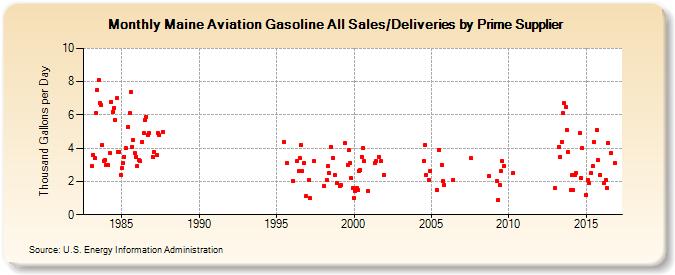 Monthly Maine Aviation Gasoline All Sales/Deliveries by Prime Supplier
Thousand Gallons per Day
10
8
6
4
2
0
1985 1990 1995 2000 2005 2010 2015
Source: U.S. Energy Information Administration